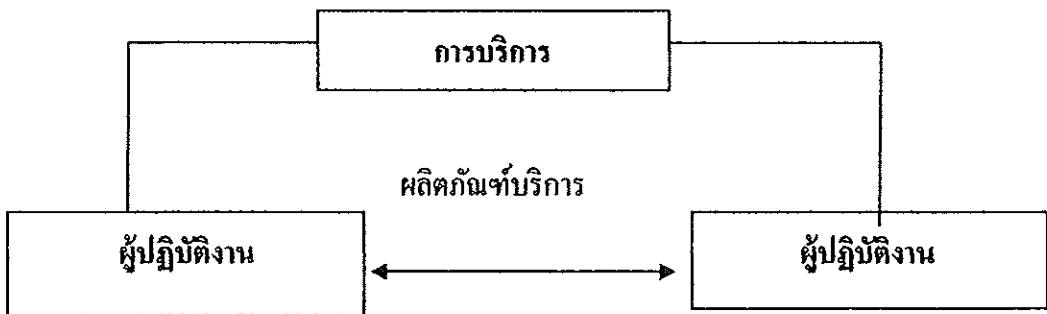 การบริการ
ผลิตภัณฑ์บริการ
ผู้ปฏิบัติงาน ผู้ปฏิบัติงาน